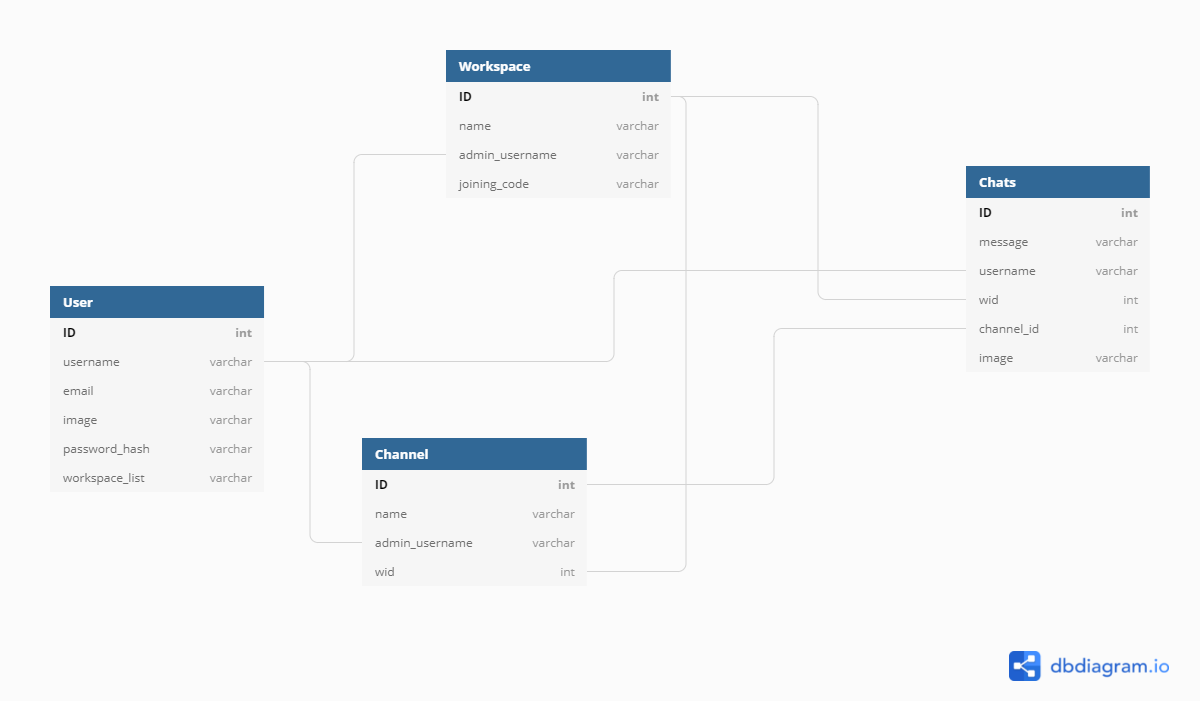 Workspace
ID int
name varchar
admin_username varchar
joining_code varchar
Chats
ID int
message varchar
username varchar
wid int
channel_id int
image varchar
User
ID int
username varchar
email varchar
image varchar
password_hash varchar
workspace_list varchar
Channel
ID int
name varchar
admin_username varchar
wid int
dbdiagram.io